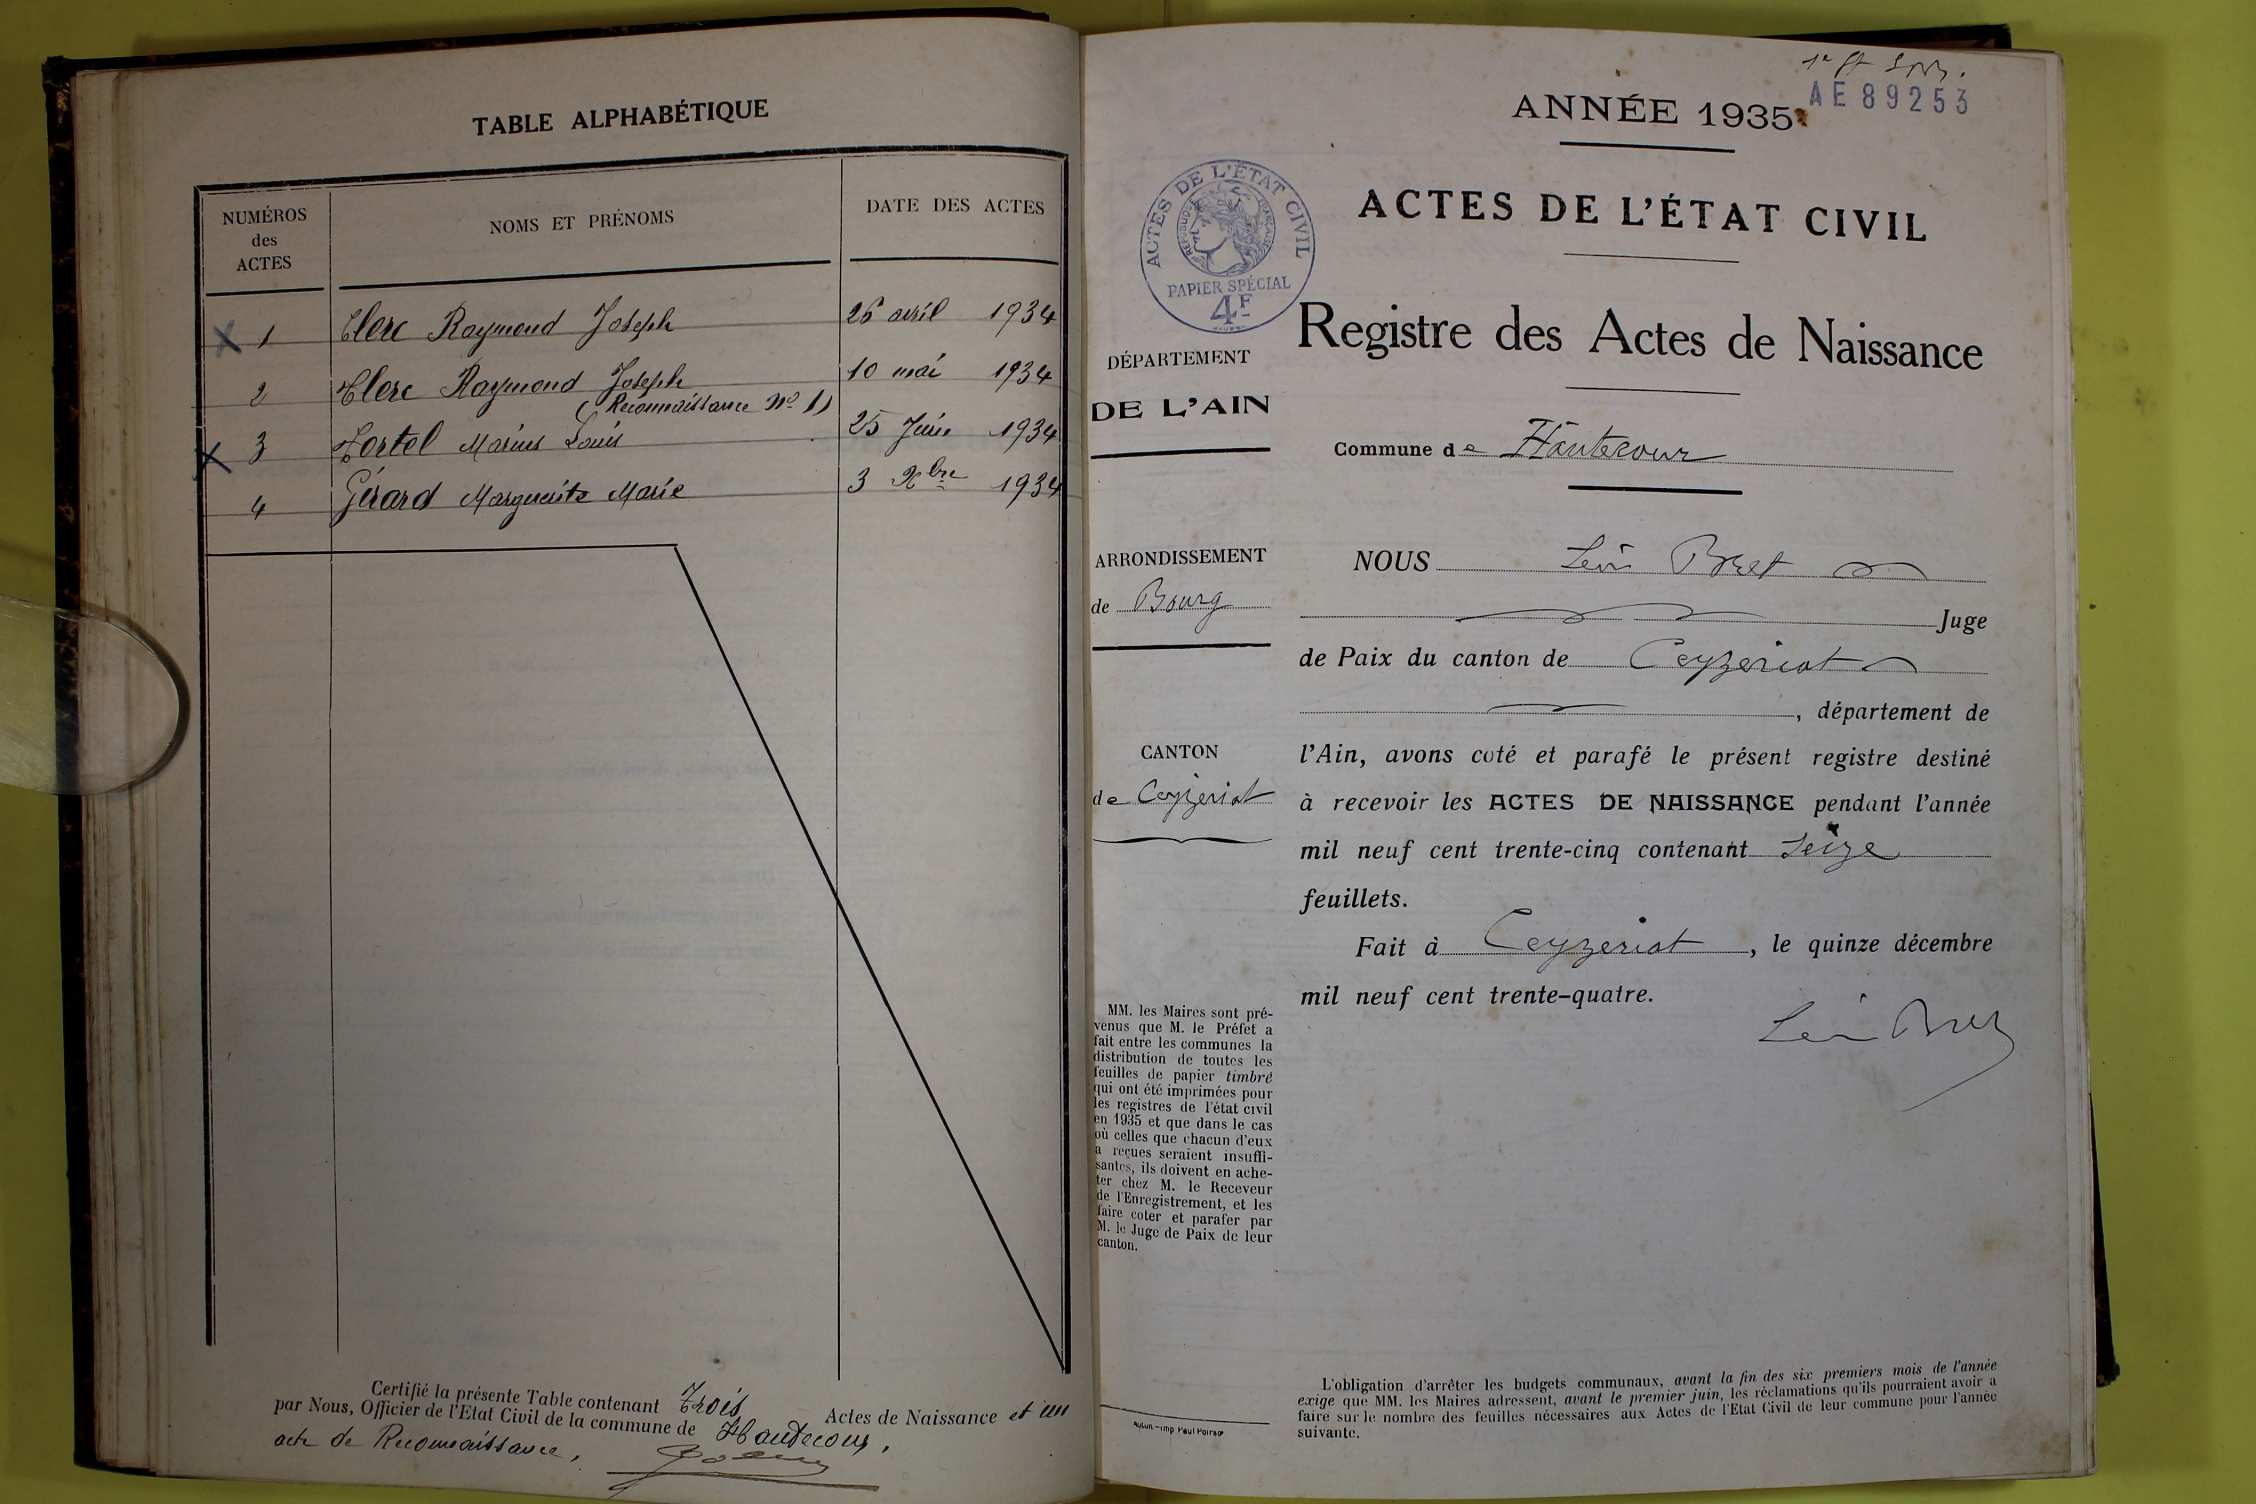 TABLE ALPHABÉTIQUE
NUMÉROS
des
ACTES
NOMS ET PRÉNOMS
DATE DES ACTES
1 Clerc Raymond Joseph 26 avril 1934
2 Clerc Raymond Joseph 10 mai 1934
(Reconnaissance No 1)
3 Hortel Marius Louis 25 Juin 1934
4 Gérard Marguerite Marie 3 Xbre 1934
Certifié la présente Table contenant Trois Actes de Naissance et un
par Nous, Officier de l'Etat Civil de la commune de Hautecour,
acte de Reconnaissance,
AE 89253
ANNÉE 1935
ACTES DE L'ÉTAT CIVIL
RÉPUBLIQUE FRANÇAISE
PAPIER SPÉCIAL
4F
ACTES DE L'ÉTAT CIVIL
Registre des Actes de Naissance
DÉPARTEMENT
DE L'AIN
Commune de Hautecour
ARRONDISSEMENT
de Bourg
CANTON
de Ceyzeriat
NOUS Léon Bret
Juge
de Paix du canton de Ceyzeriat
, département de
l'Ain, avons coté et parafé le présent registre destiné
à recevoir les ACTES DE NAISSANCE pendant l'année
mil neuf cent trente-cinq contenant seize
feuillets.
Fait à Ceyzeriat, le quinze décembre
mil neuf cent trente-quatre.
Léon Bret
MM. les Maires sont pré-
venus que M. le Préfet a
fait entre les communes la
distribution de toutes les
feuilles de papier timbré
qui ont été imprimées pour
les registres de l'état civil
en 1935 et que dans le cas
où celles que chacun d'eux
a reçues seraient insuffi-
santes, ils doivent en ache-
ter chez M. le Receveur
de l'Enregistrement, et les
faire coter et parafer par
M. le Juge de Paix de leur
canton.
L'obligation d'arrêter les budgets communaux, avant la fin des six premiers mois de l'année
exige que MM. les Maires adressent, avant le premier juin, les réclamations qu'ils pourraient avoir a
faire sur le nombre des feuilles nécessaires aux Actes de l'Etat Civil de leur commune pour l'année
suivante.